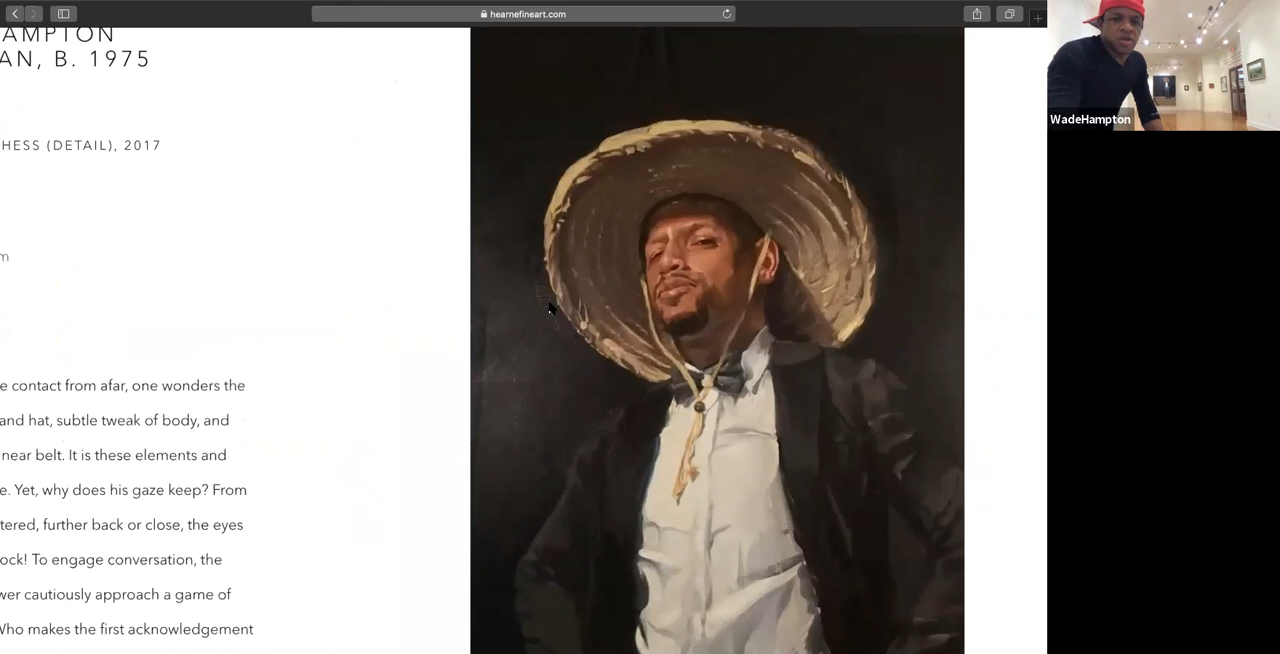 hearnefineart.com
AMPTON
AN, B. 1975
HESS (DETAIL), 2017
m
e contact from afar, one wonders the
and hat, subtle tweak of body, and
near belt. It is these elements and
e. Yet, why does his gaze keep? From
tered, further back or close, the eyes
ock! To engage conversation, the
wer cautiously approach a game of
Who makes the first acknowledgement
WadeHampton